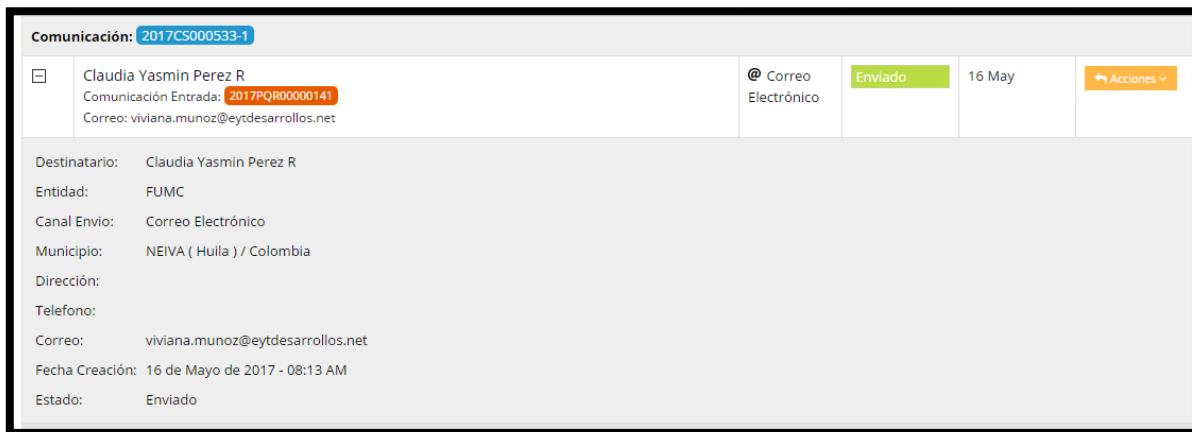 Comunicación: 2017CS000533-1
Claudia Yasmin Perez R
Comunicación Entrada: 2017PQR00000141
Correo: viviana.munoz@eytdesarrollos.net
@ Correo
Electrónico
Enviado
16 May
Acciones
Destinatario: Claudia Yasmin Perez R
Entidad: FUMC
Canal Envio: Correo Electrónico
Municipio: NEIVA ( Huila ) / Colombia
Dirección:
Telefono:
Correo: viviana.munoz@eytdesarrollos.net
Fecha Creación: 16 de Mayo de 2017 - 08:13 AM
Estado: Enviado